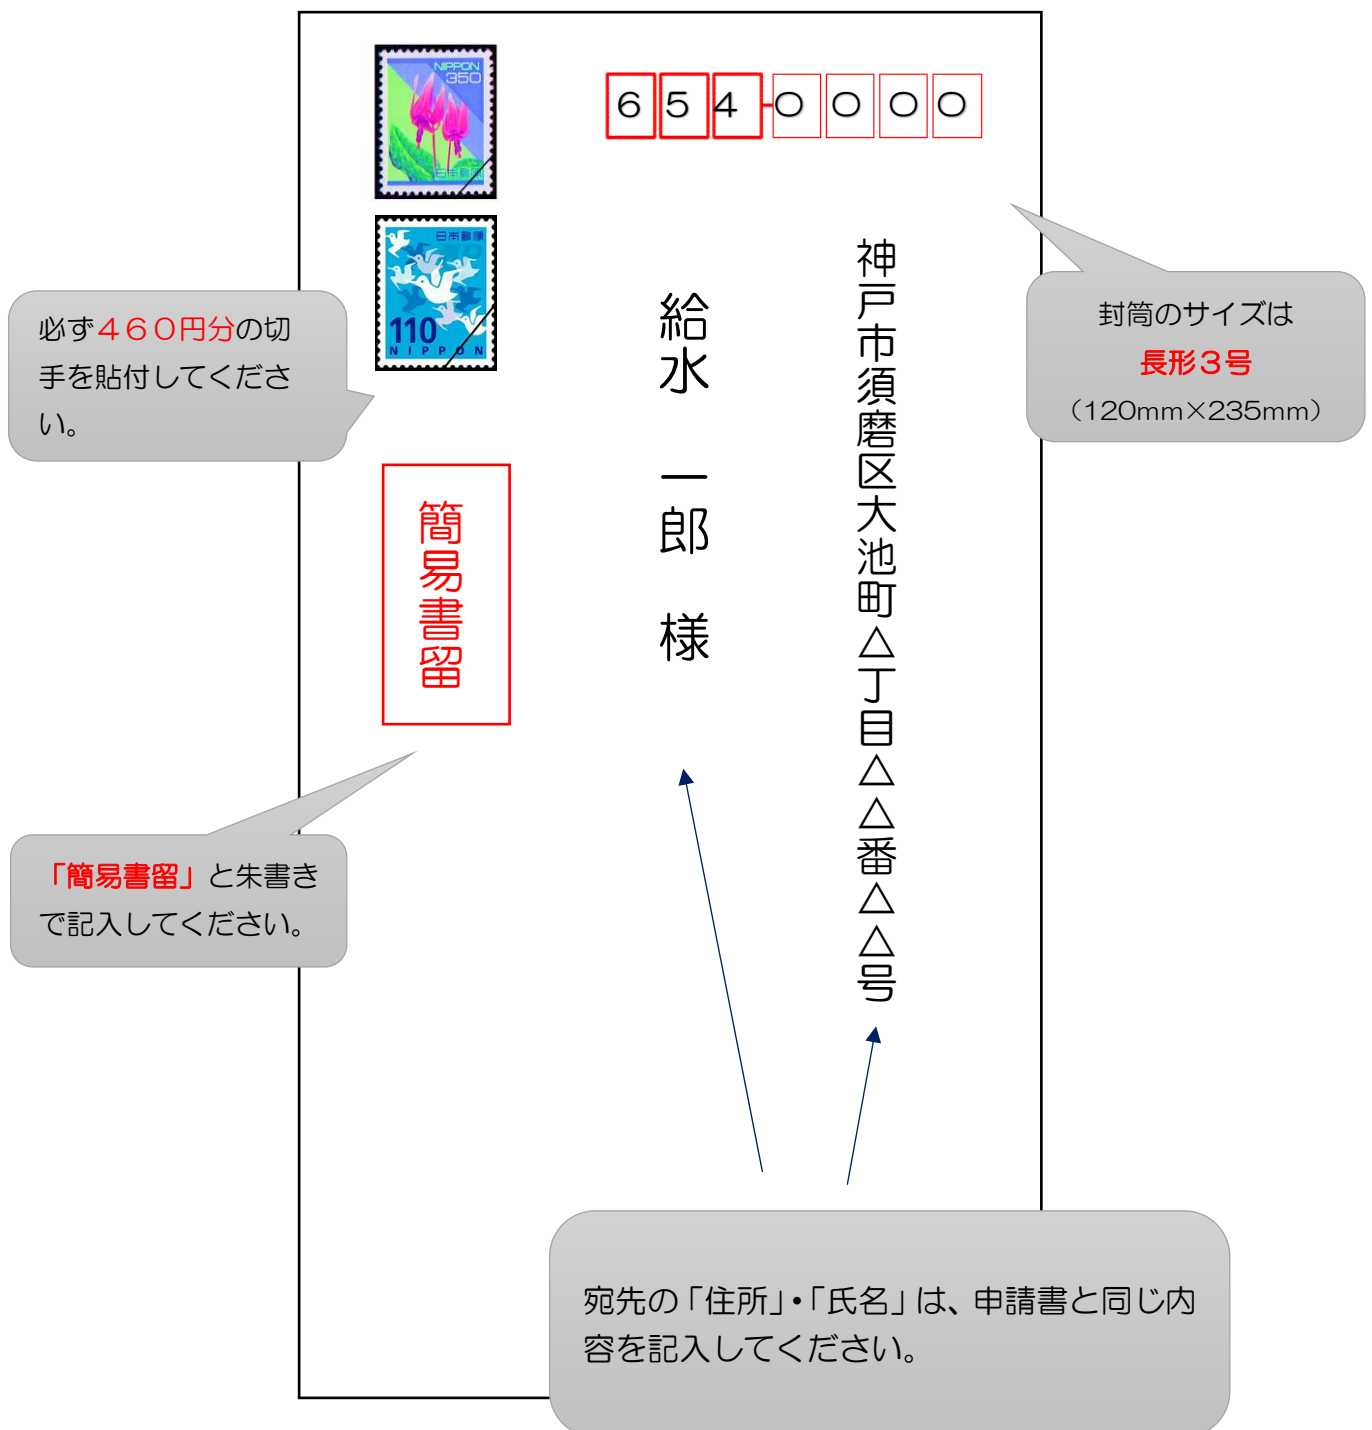 NIPPON
350
日本郵便
654-0000
日本郵便
110
NIPPON
神戸市須磨区大池町△丁目△△番△△号
給水　一郎　様
必ず４６０円分の切
手を貼付してくださ
い。
封筒のサイズは
長形３号
（120mm×235mm）
簡易書留
「簡易書留」と朱書き
で記入してください。
宛先の「住所」・「氏名」は、申請書と同じ内
容を記入してください。